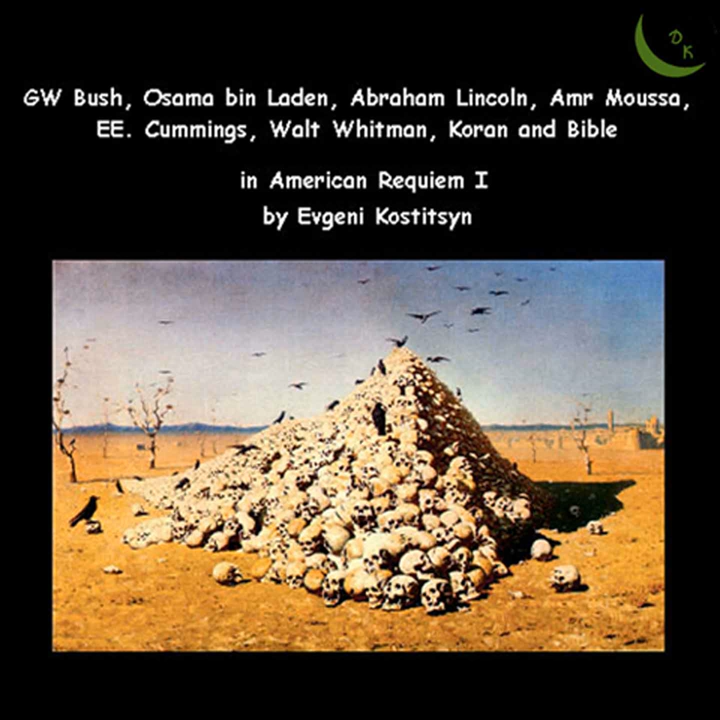 D
K
GW Bush, Osama bin Laden, Abraham Lincoln, Amr Moussa,
EE. Cummings, Walt Whitman, Koran and Bible
in American Requiem I
by Evgeni Kostitsyn